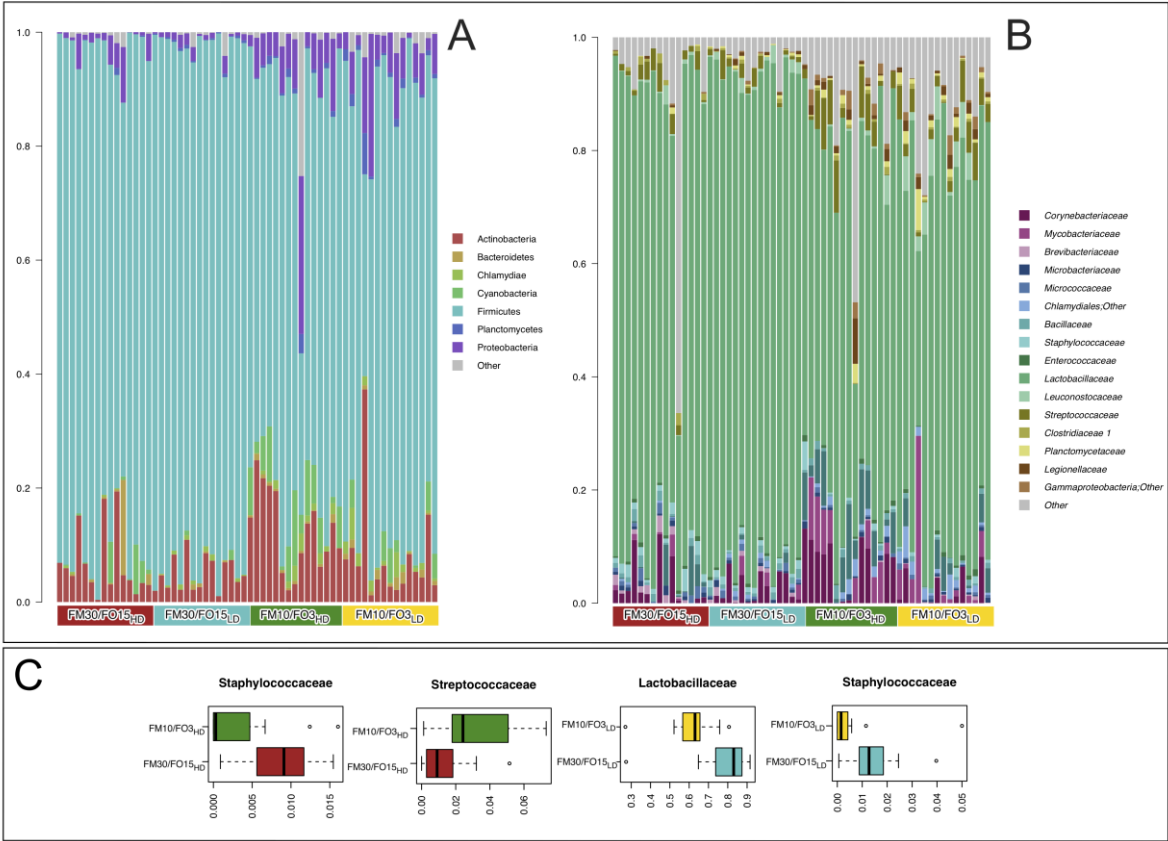 A
1.0
0.8
0.6
0.4
0.2
0.0
Actinobacteria
Bacteroidetes
Chlamydiae
Cyanobacteria
Firmicutes
Planctomycetes
Proteobacteria
Other
FM30/FO15HD
FM30/FO15LD
FM10/FO3HD
FM10/FO3LD
B
1.0
0.8
0.6
0.4
0.2
0.0
Corynebacteriaceae
Mycobacteriaceae
Brevibacteriaceae
Microbacteriaceae
Micrococcaceae
Chlamydiales;Other
Bacillaceae
Staphylococcaceae
Enterococcaceae
Lactobacillaceae
Leuconostocaceae
Streptococcaceae
Clostridiaceae 1
Planctomycetaceae
Legionellaceae
Gammaproteobacteria;Other
Other
FM30/FO15HD
FM30/FO15LD
FM10/FO3HD
FM10/FO3LD
C
Staphylococcaceae
FM10/FO3HD
FM30/FO15HD
0.000
0.005
0.010
0.015
Streptococcaceae
FM10/FO3HD
FM30/FO15HD
0.00
0.02
0.04
0.06
Lactobacillaceae
FM10/FO3LD
FM30/FO15LD
0.3
0.4
0.5
0.6
0.7
0.8
0.9
Staphylococcaceae
FM10/FO3LD
FM30/FO15LD
0.00
0.01
0.02
0.03
0.04
0.05